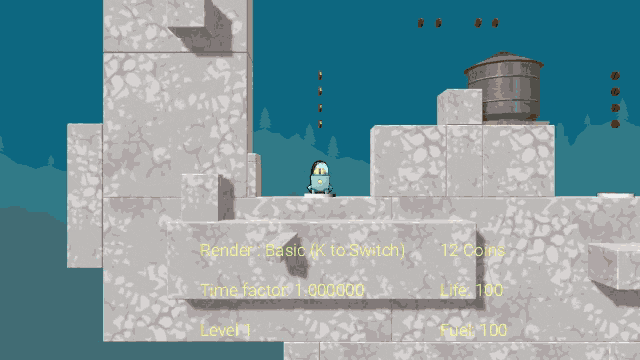 Render : Basic (K to Switch) 12 Coins
Time factor: 1.000000 Life: 100
Level 1 Fuel: 100